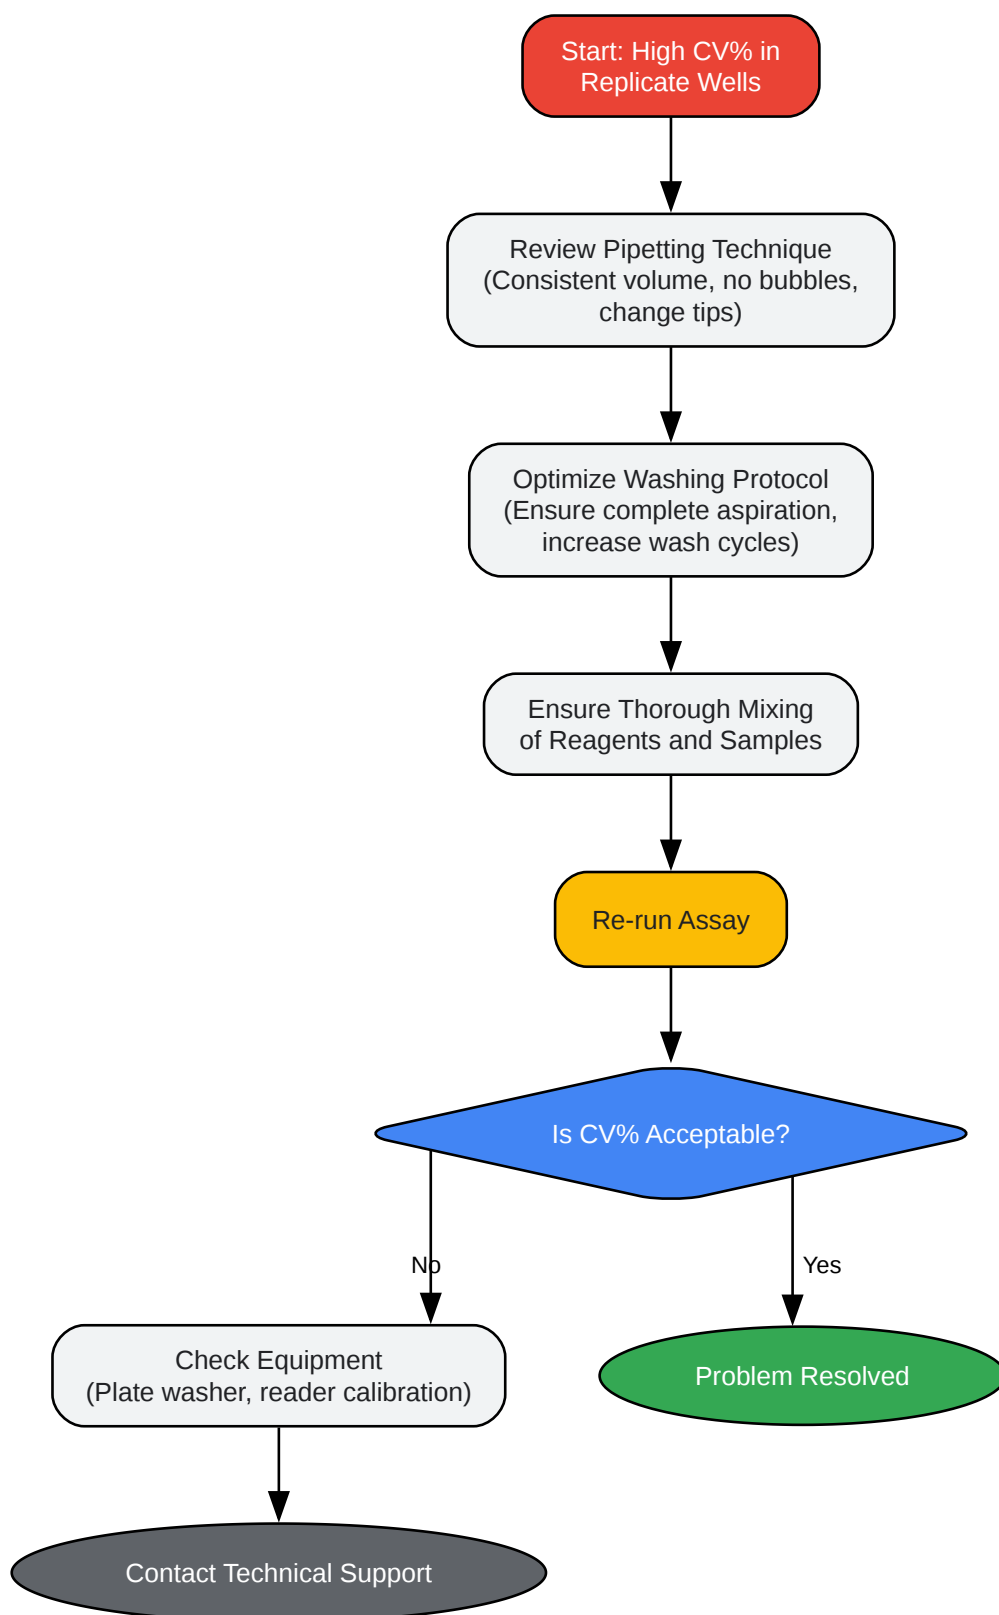 Start: High CV% in
Replicate Wells
Review Pipetting Technique
(Consistent volume, no bubbles,
change tips)
Optimize Washing Protocol
(Ensure complete aspiration,
increase wash cycles)
Ensure Thorough Mixing
of Reagents and Samples
Re-run Assay
Is CV% Acceptable?
No
Yes
Check Equipment
(Plate washer, reader calibration)
Problem Resolved
Contact Technical Support